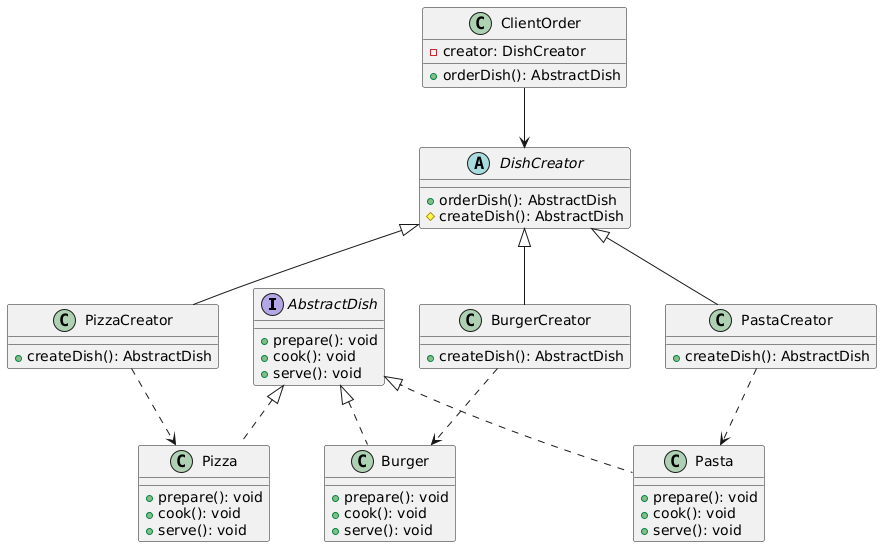 C ClientOrder
creator: DishCreator
orderDish(): AbstractDish
A DishCreator
orderDish(): AbstractDish
createDish(): AbstractDish
C PizzaCreator
createDish(): AbstractDish
I AbstractDish
prepare(): void
cook(): void
serve(): void
C BurgerCreator
createDish(): AbstractDish
C PastaCreator
createDish(): AbstractDish
C Pizza
prepare(): void
cook(): void
serve(): void
C Burger
prepare(): void
cook(): void
serve(): void
C Pasta
prepare(): void
cook(): void
serve(): void